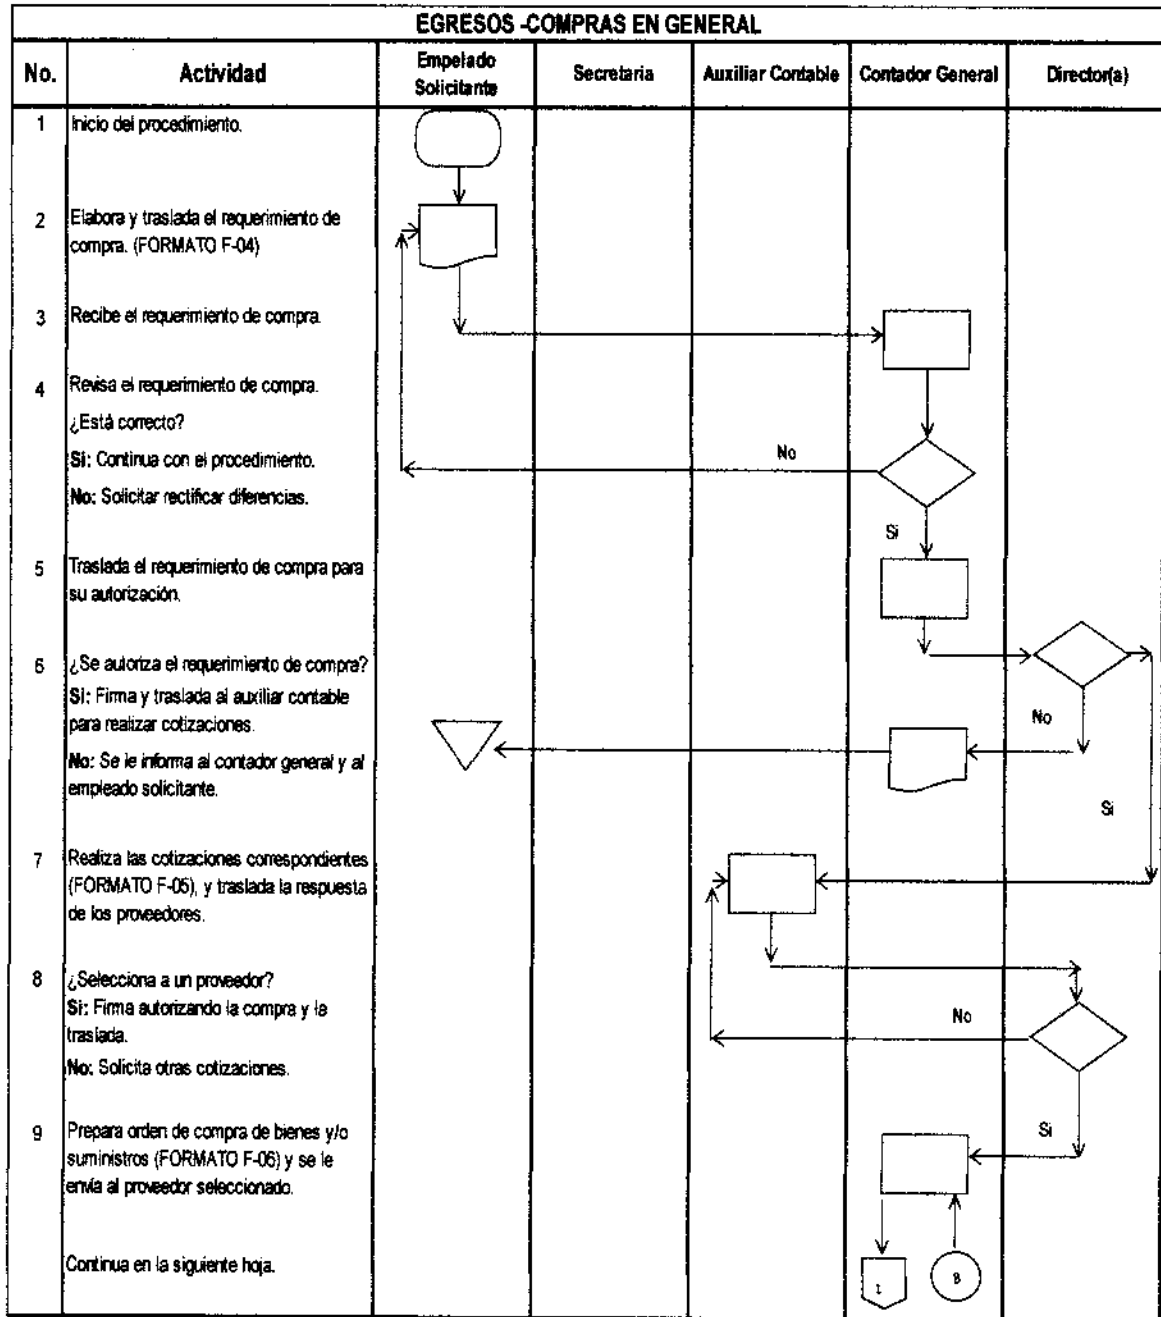 EGRESOS -COMPRAS EN GENERAL
No.
Actividad
Empelado
Solicitante
Secretaria
Auxiliar Contable
Contador General
Director(a)
1
Inicio del procedimiento.
2
Elabora y traslada el requerimiento de
compra. (FORMATO F-04)
3
Recibe el requerimiento de compra.
4
Revisa el requerimiento de compra.
¿Está correcto?
Si: Continua con el procedimiento.
No: Solicitar rectificar diferencias.
No
Si
5
Traslada el requerimiento de compra para
su autorización.
6
¿Se autoriza el requerimiento de compra?
Si: Firma y traslada al auxiliar contable
para realizar cotizaciones.
No: Se le informa al contador general y al
empleado solicitante.
No
Si
7
Realiza las cotizaciones correspondientes
(FORMATO F-05), y traslada la respuesta
de los proveedores.
8
¿Selecciona a un proveedor?
Si: Firma autorizando la compra y la
traslada.
No: Solicita otras cotizaciones.
No
Si
9
Prepara orden de compra de bienes y/o
suministros (FORMATO F-06) y se le
envía al proveedor seleccionado.
Continua en la siguiente hoja.
1
B